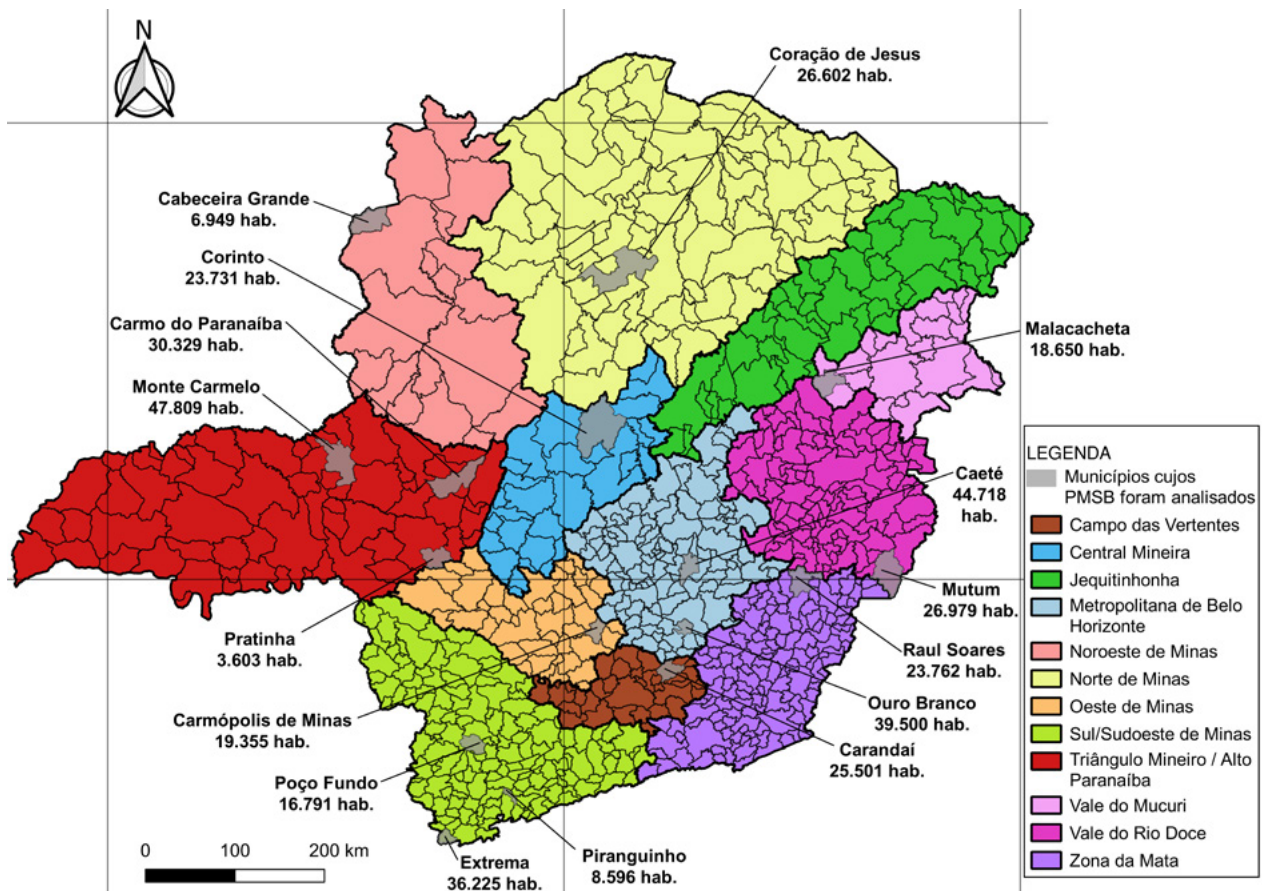 N
Coração de Jesus
26.602 hab.
Cabeceira Grande
6.949 hab.
Corinto
23.731 hab.
Carmo do Paranaíba
30.329 hab.
Monte Carmelo
47.809 hab.
Malacacheta
18.650 hab.
Caeté
44.718
hab.
Mutum
26.979 hab.
Raul Soares
23.762 hab.
Ouro Branco
39.500 hab.
Carandaí
25.501 hab.
Pratinha
3.603 hab.
Carmópolis de Minas
19.355 hab.
Poço Fundo
16.791 hab.
Extrema
36.225 hab.
Piranguinho
8.596 hab.
0 100 200 km
LEGENDA
Municípios cujos
PMSB foram analisados
Campo das Vertentes
Central Mineira
Jequitinhonha
Metropolitana de Belo
Horizonte
Noroeste de Minas
Norte de Minas
Oeste de Minas
Sul/Sudoeste de Minas
Triângulo Mineiro / Alto
Paranaíba
Vale do Mucuri
Vale do Rio Doce
Zona da Mata